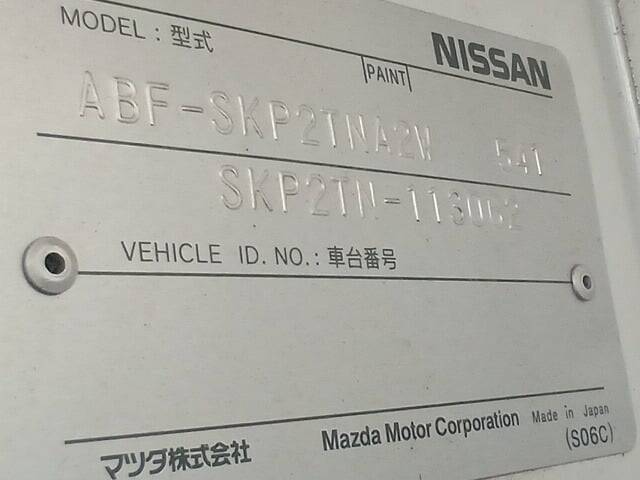 MODEL : 型式
NISSAN
PAINT
ABF-SKP2TNA2W 541
VEHICLE ID. NO. : 車台番号
マツダ株式会社 Mazda Motor Corporation Made in Japan
(S06C)